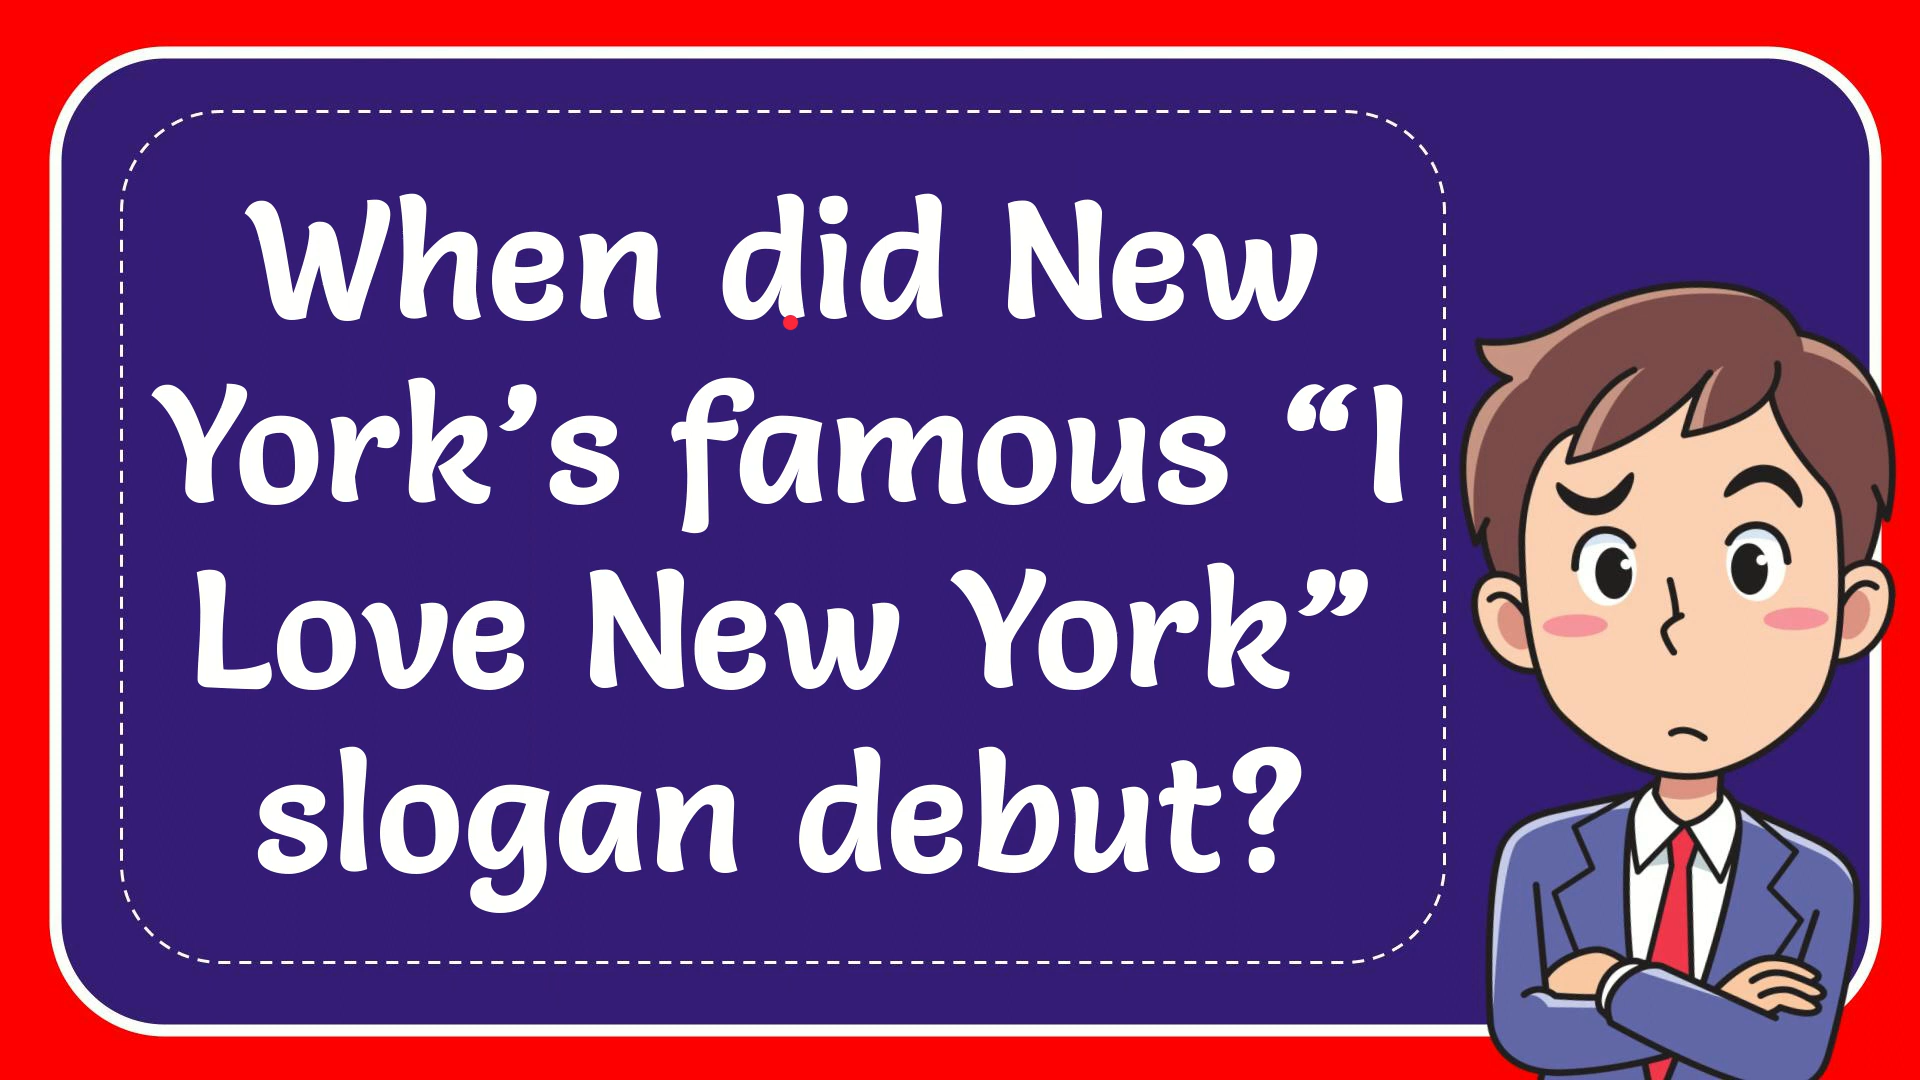 When did New
York’s famous “I
Love New York”
slogan debut?